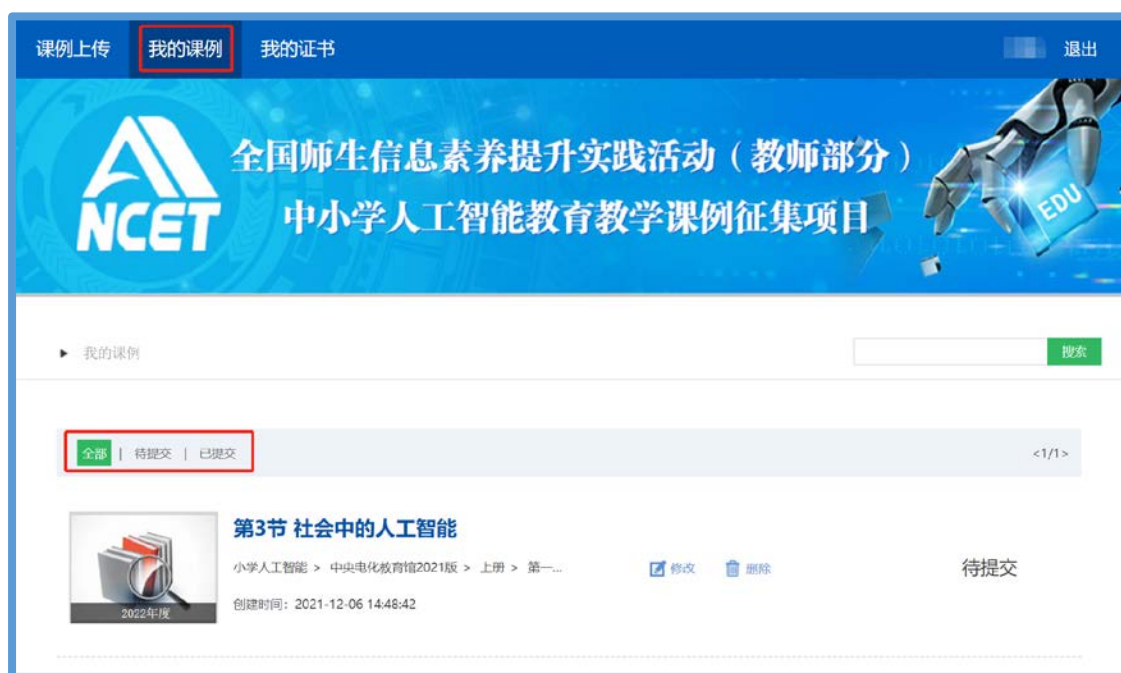 课例上传 我的课例 我的证书 退出
NCET
全国师生信息素养提升实践活动（教师部分）
中小学人工智能教育教学课例征集项目
EDU
我的课例 搜索
全部 | 待提交 | 已提交 <1/1>
第3节 社会中的人工智能
小学人工智能 > 中央电化教育馆2021版 > 上册 > 第一... 修改 删除 待提交
创建时间：2021-12-06 14:48:42
2022年度